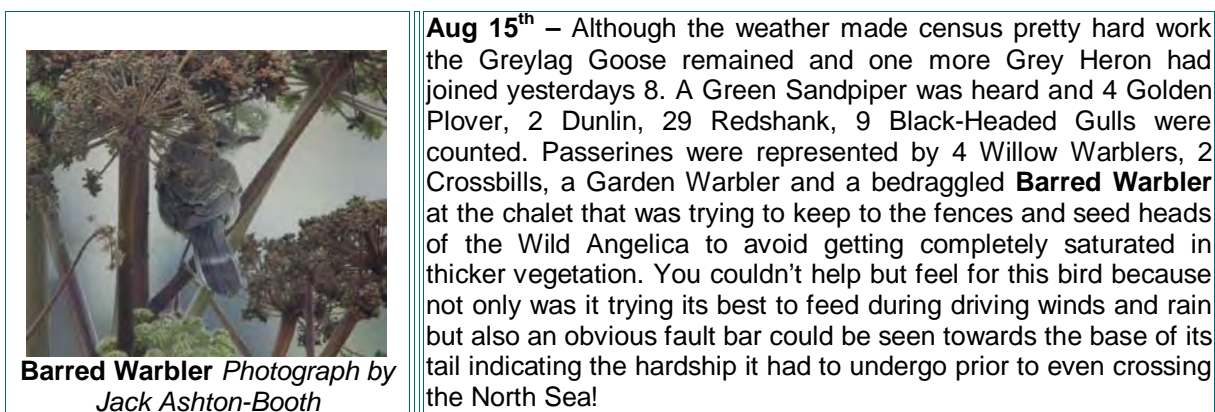 Barred Warbler Photograph by
Jack Ashton-Booth
Aug 15th – Although the weather made census pretty hard work
the Greylag Goose remained and one more Grey Heron had
joined yesterdays 8. A Green Sandpiper was heard and 4 Golden
Plover, 2 Dunlin, 29 Redshank, 9 Black-Headed Gulls were
counted. Passerines were represented by 4 Willow Warblers, 2
Crossbills, a Garden Warbler and a bedraggled Barred Warbler
at the chalet that was trying to keep to the fences and seed heads
of the Wild Angelica to avoid getting completely saturated in
thicker vegetation. You couldn't help but feel for this bird because
not only was it trying its best to feed during driving winds and rain
but also an obvious fault bar could be seen towards the base of its
tail indicating the hardship it had to undergo prior to even crossing
the North Sea!